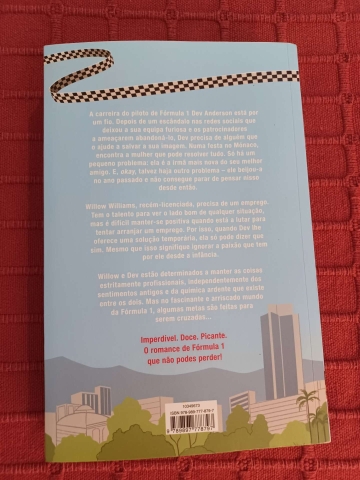 A carreira do piloto de Fórmula 1 Dev Anderson está por
um fio. Depois de um escândalo nas redes sociais que
deixou a sua equipa furiosa e os patrocinadores
a ameaçarem abandoná-lo, Dev precisa de alguém que
o ajude a salvar a sua imagem. Numa festa no Mónaco,
encontra a mulher que pode resolver tudo. Só há um
pequeno problema: ela é a irmã mais nova do seu melhor
amigo. E, okay, talvez haja outro problema – ele beijou-a
no ano passado e não consegue parar de pensar nisso
desde então.
Willow Williams, recém-licenciada, precisa de um emprego
Tem o talento para ver o lado bom de qualquer situação,
mas é difícil manter-se positiva quando está a lutar para
tentar arranjar um emprego. Por isso, quando Dev lhe
oferece uma solução temporária, ela só pode dizer que
sim. Mesmo que isso signifique ignorar a paixão que tem
por ele desde a infância.
Willow e Dev estão determinados a manter as coisas
estritamente profissionais, independentemente dos
sentimentos antigos e da química ardente que existe
entre os dois. Mas no fascinante e arriscado mundo
da Fórmula 1, algumas metas são feitas para
serem cruzadas...
Imperdível. Doce. Picante.
O romance de Fórmula 1
que não podes perder!